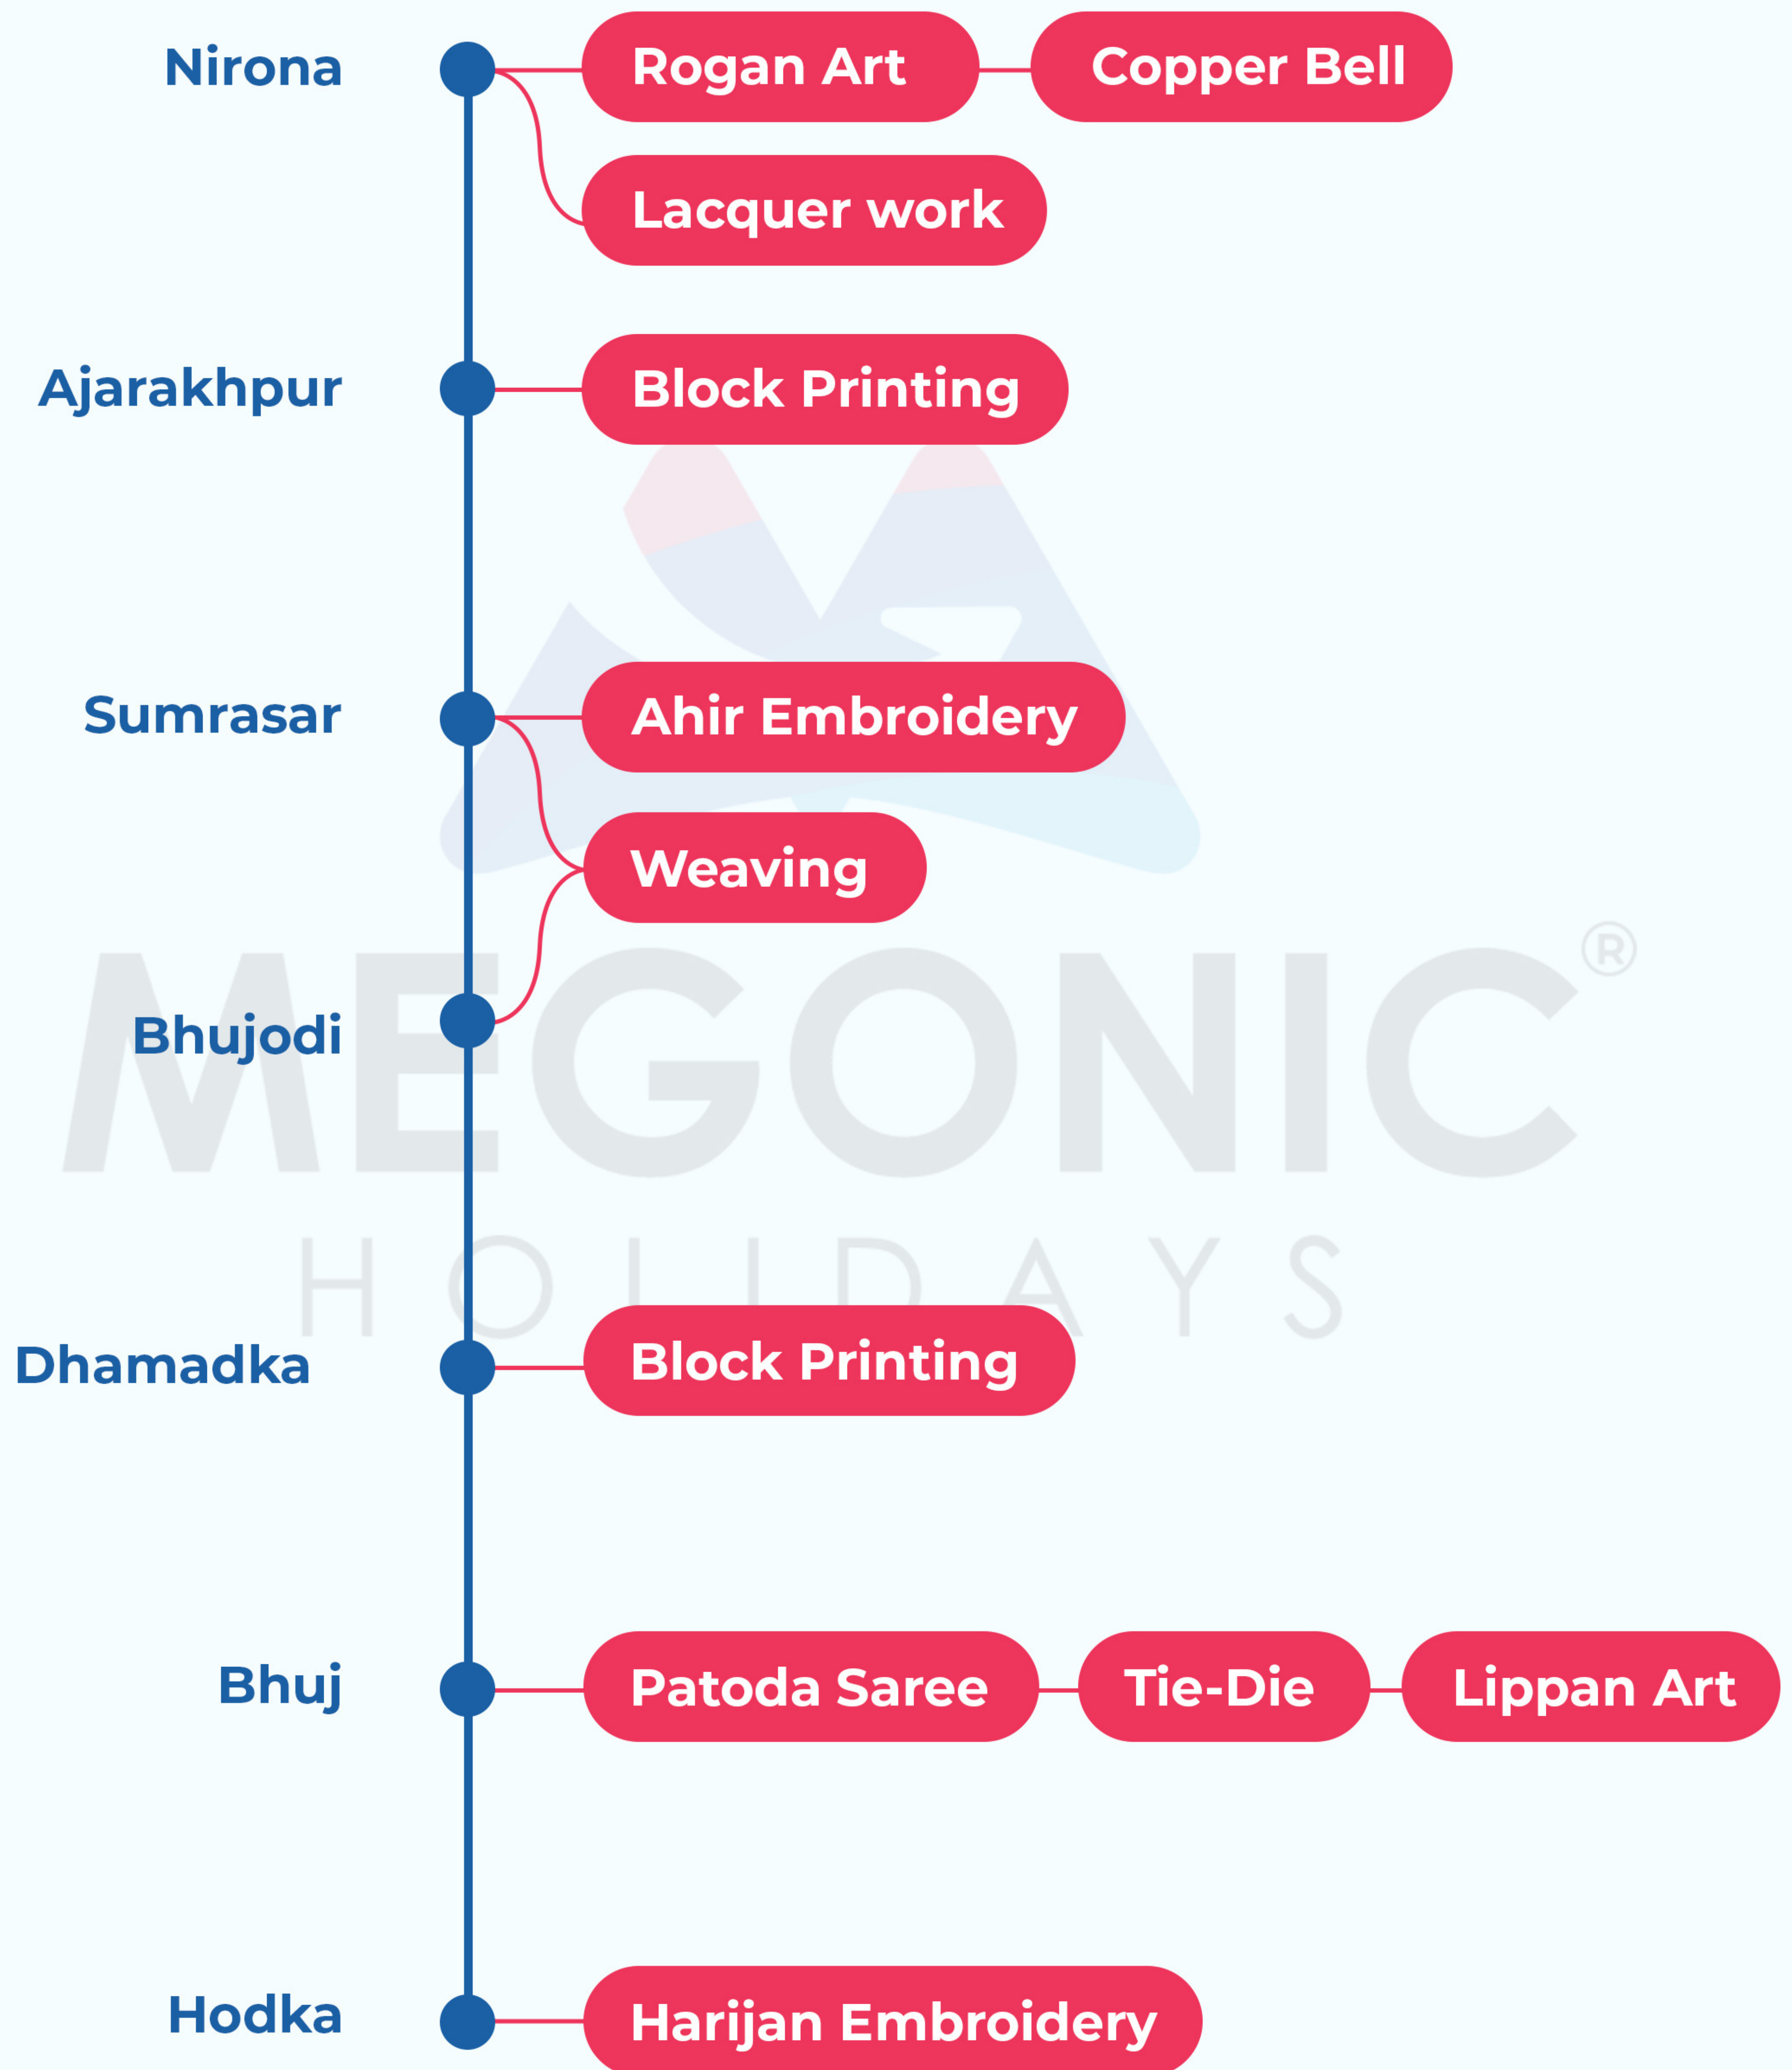 Nirona
Rogan Art
Copper Bell
Lacquer work
Ajarakhpur
Block Printing
Sumrasar
Ahir Embroidery
Weaving
Bhujodi
MEGONIC®
HOLIDAYS
Dhamadka
Block Printing
Bhuj
Patoda Saree
Tie-Die
Lippan Art
Hodka
Harijan Embroidery